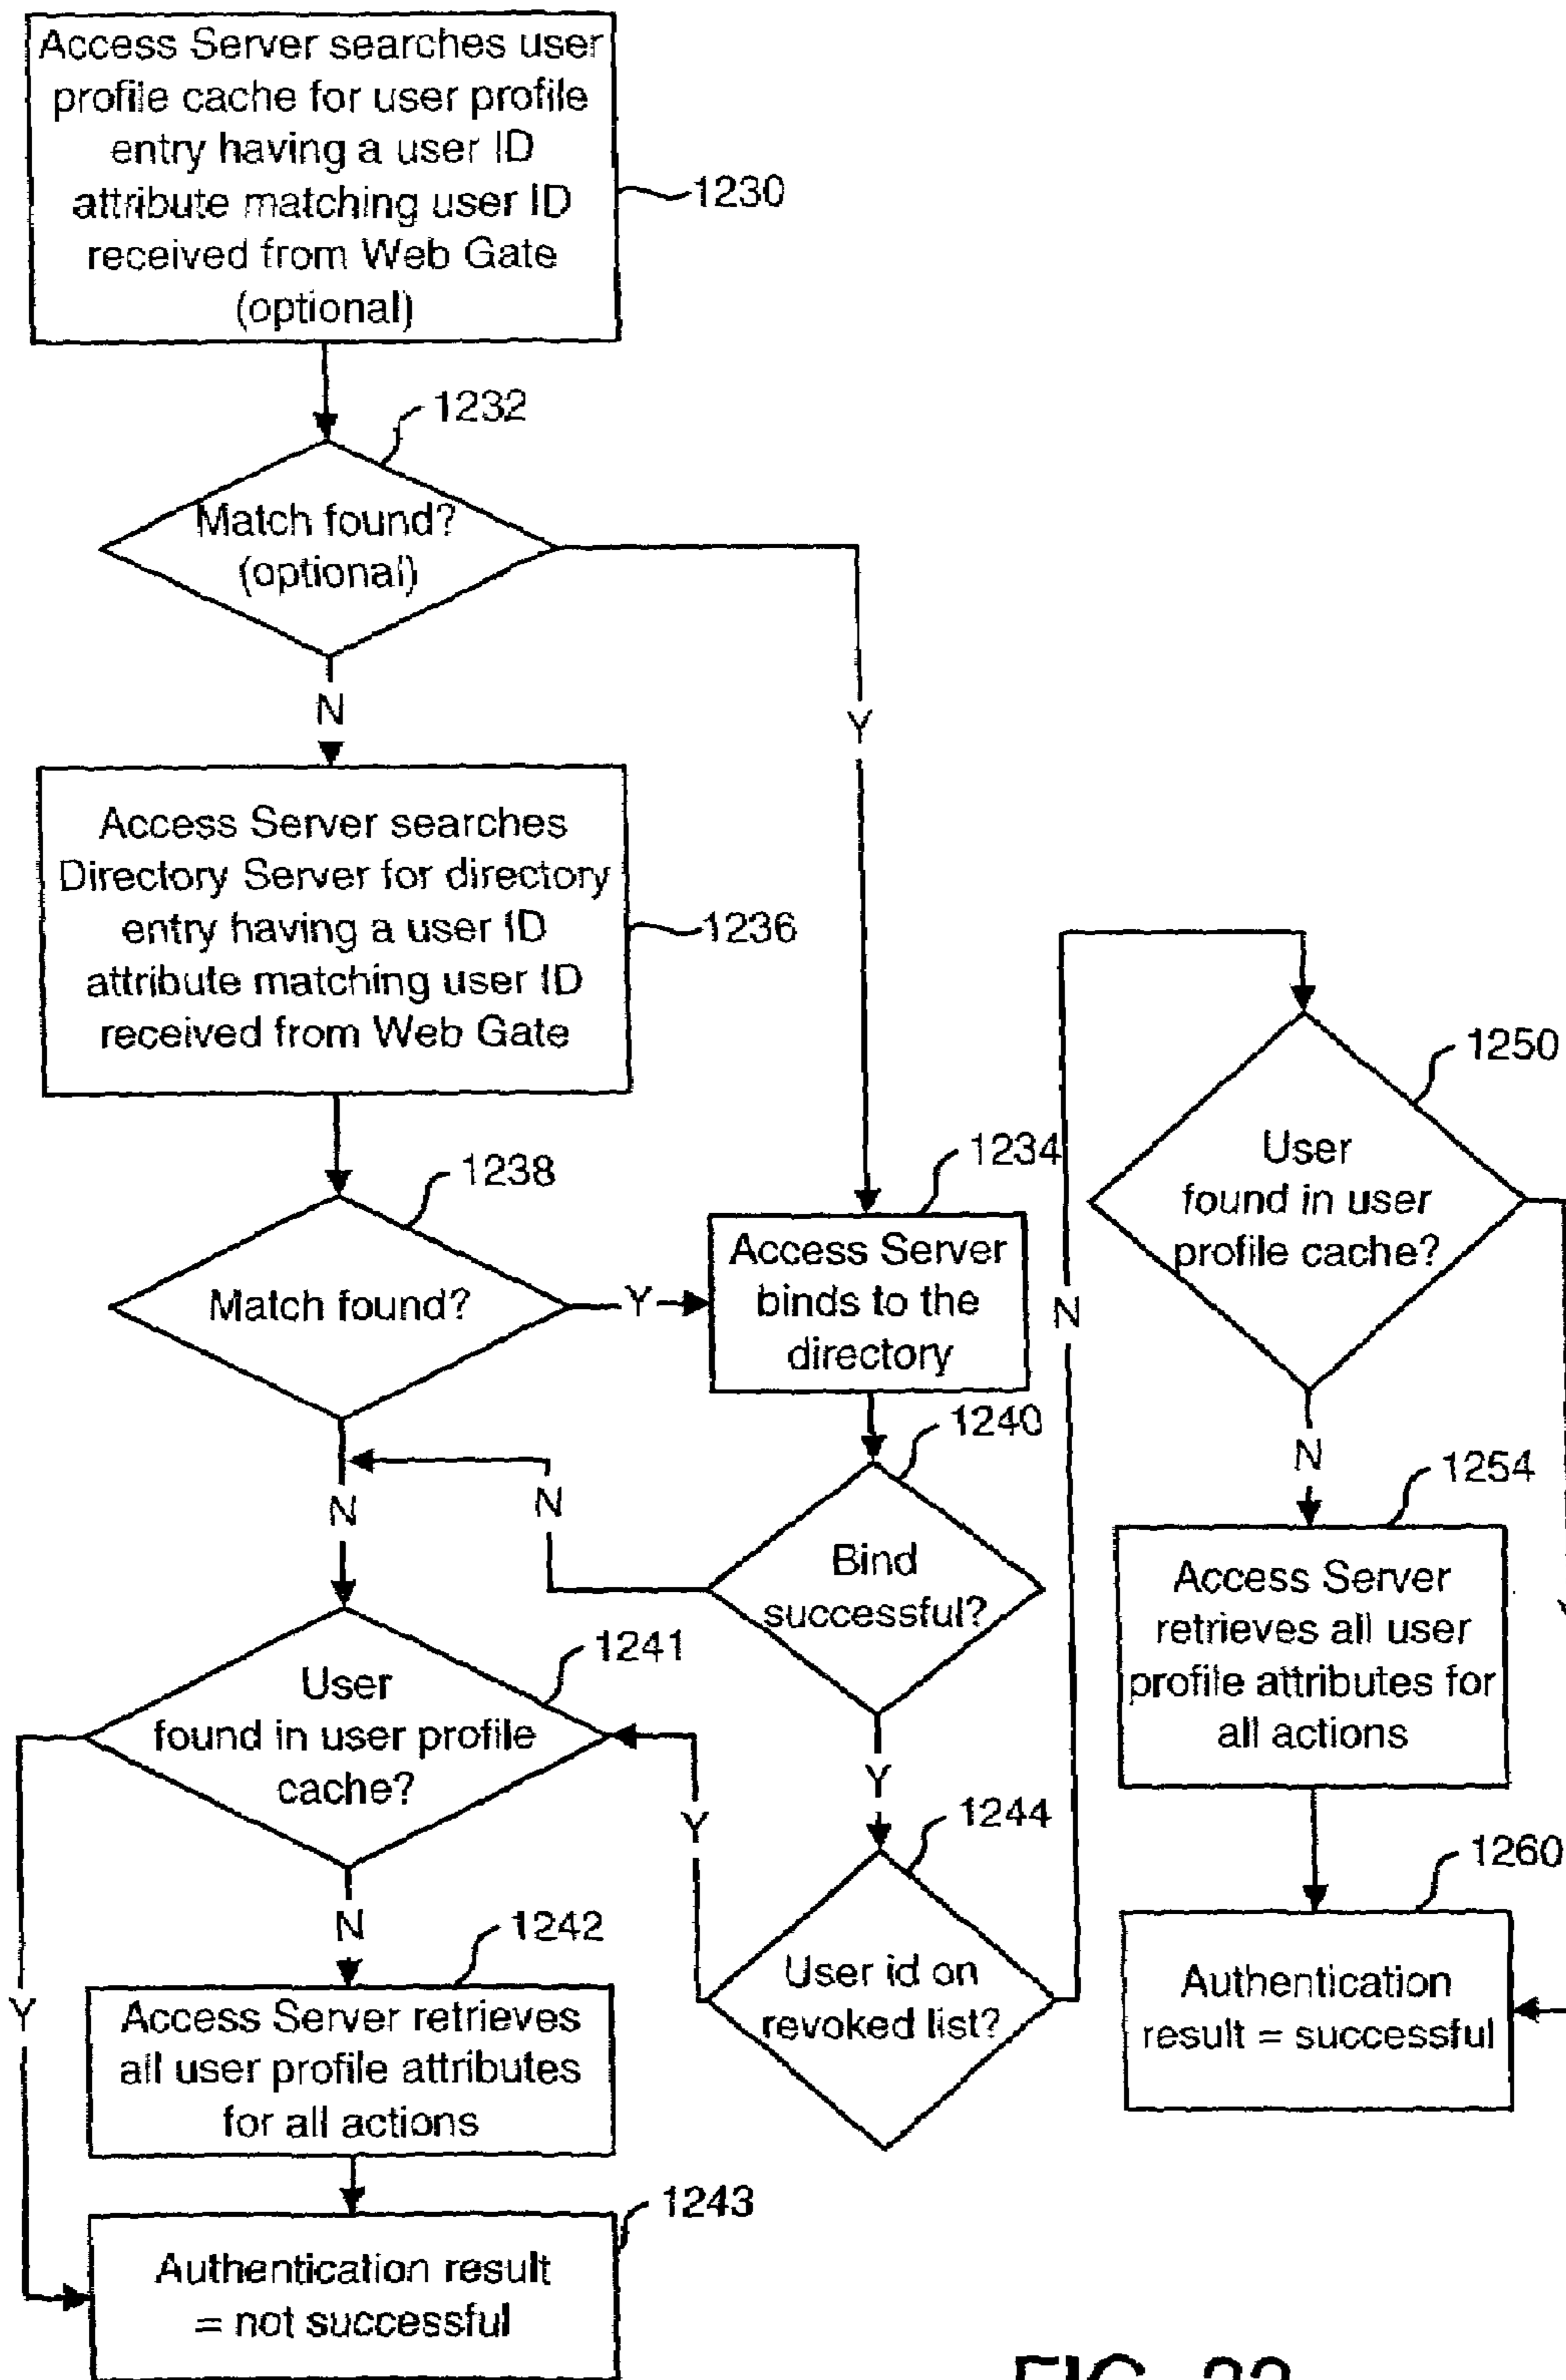 Access Server searches user
profile cache for user profile
entry having a user ID
attribute matching user ID
received from Web Gate
(optional)
1230
1232
Match found?
(optional)
N
Y
Access Server searches
Directory Server for directory
entry having a user ID
attribute matching user ID
received from Web Gate
1236
1238
Match found?
Y
1234
Access Server
binds to the
directory
N
1240
Bind
successful?
N
N
Y
1241
User
found in user profile
cache?
Y
N
Y
1244
User id on
revoked list?
1242
Access Server retrieves
all user profile attributes
for all actions
1243
Authentication result
= not successful
1250
User
found in user
profile cache?
N
1254
Access Server
retrieves all user
profile attributes for
all actions
1260
Authentication
result = successful
FIG.